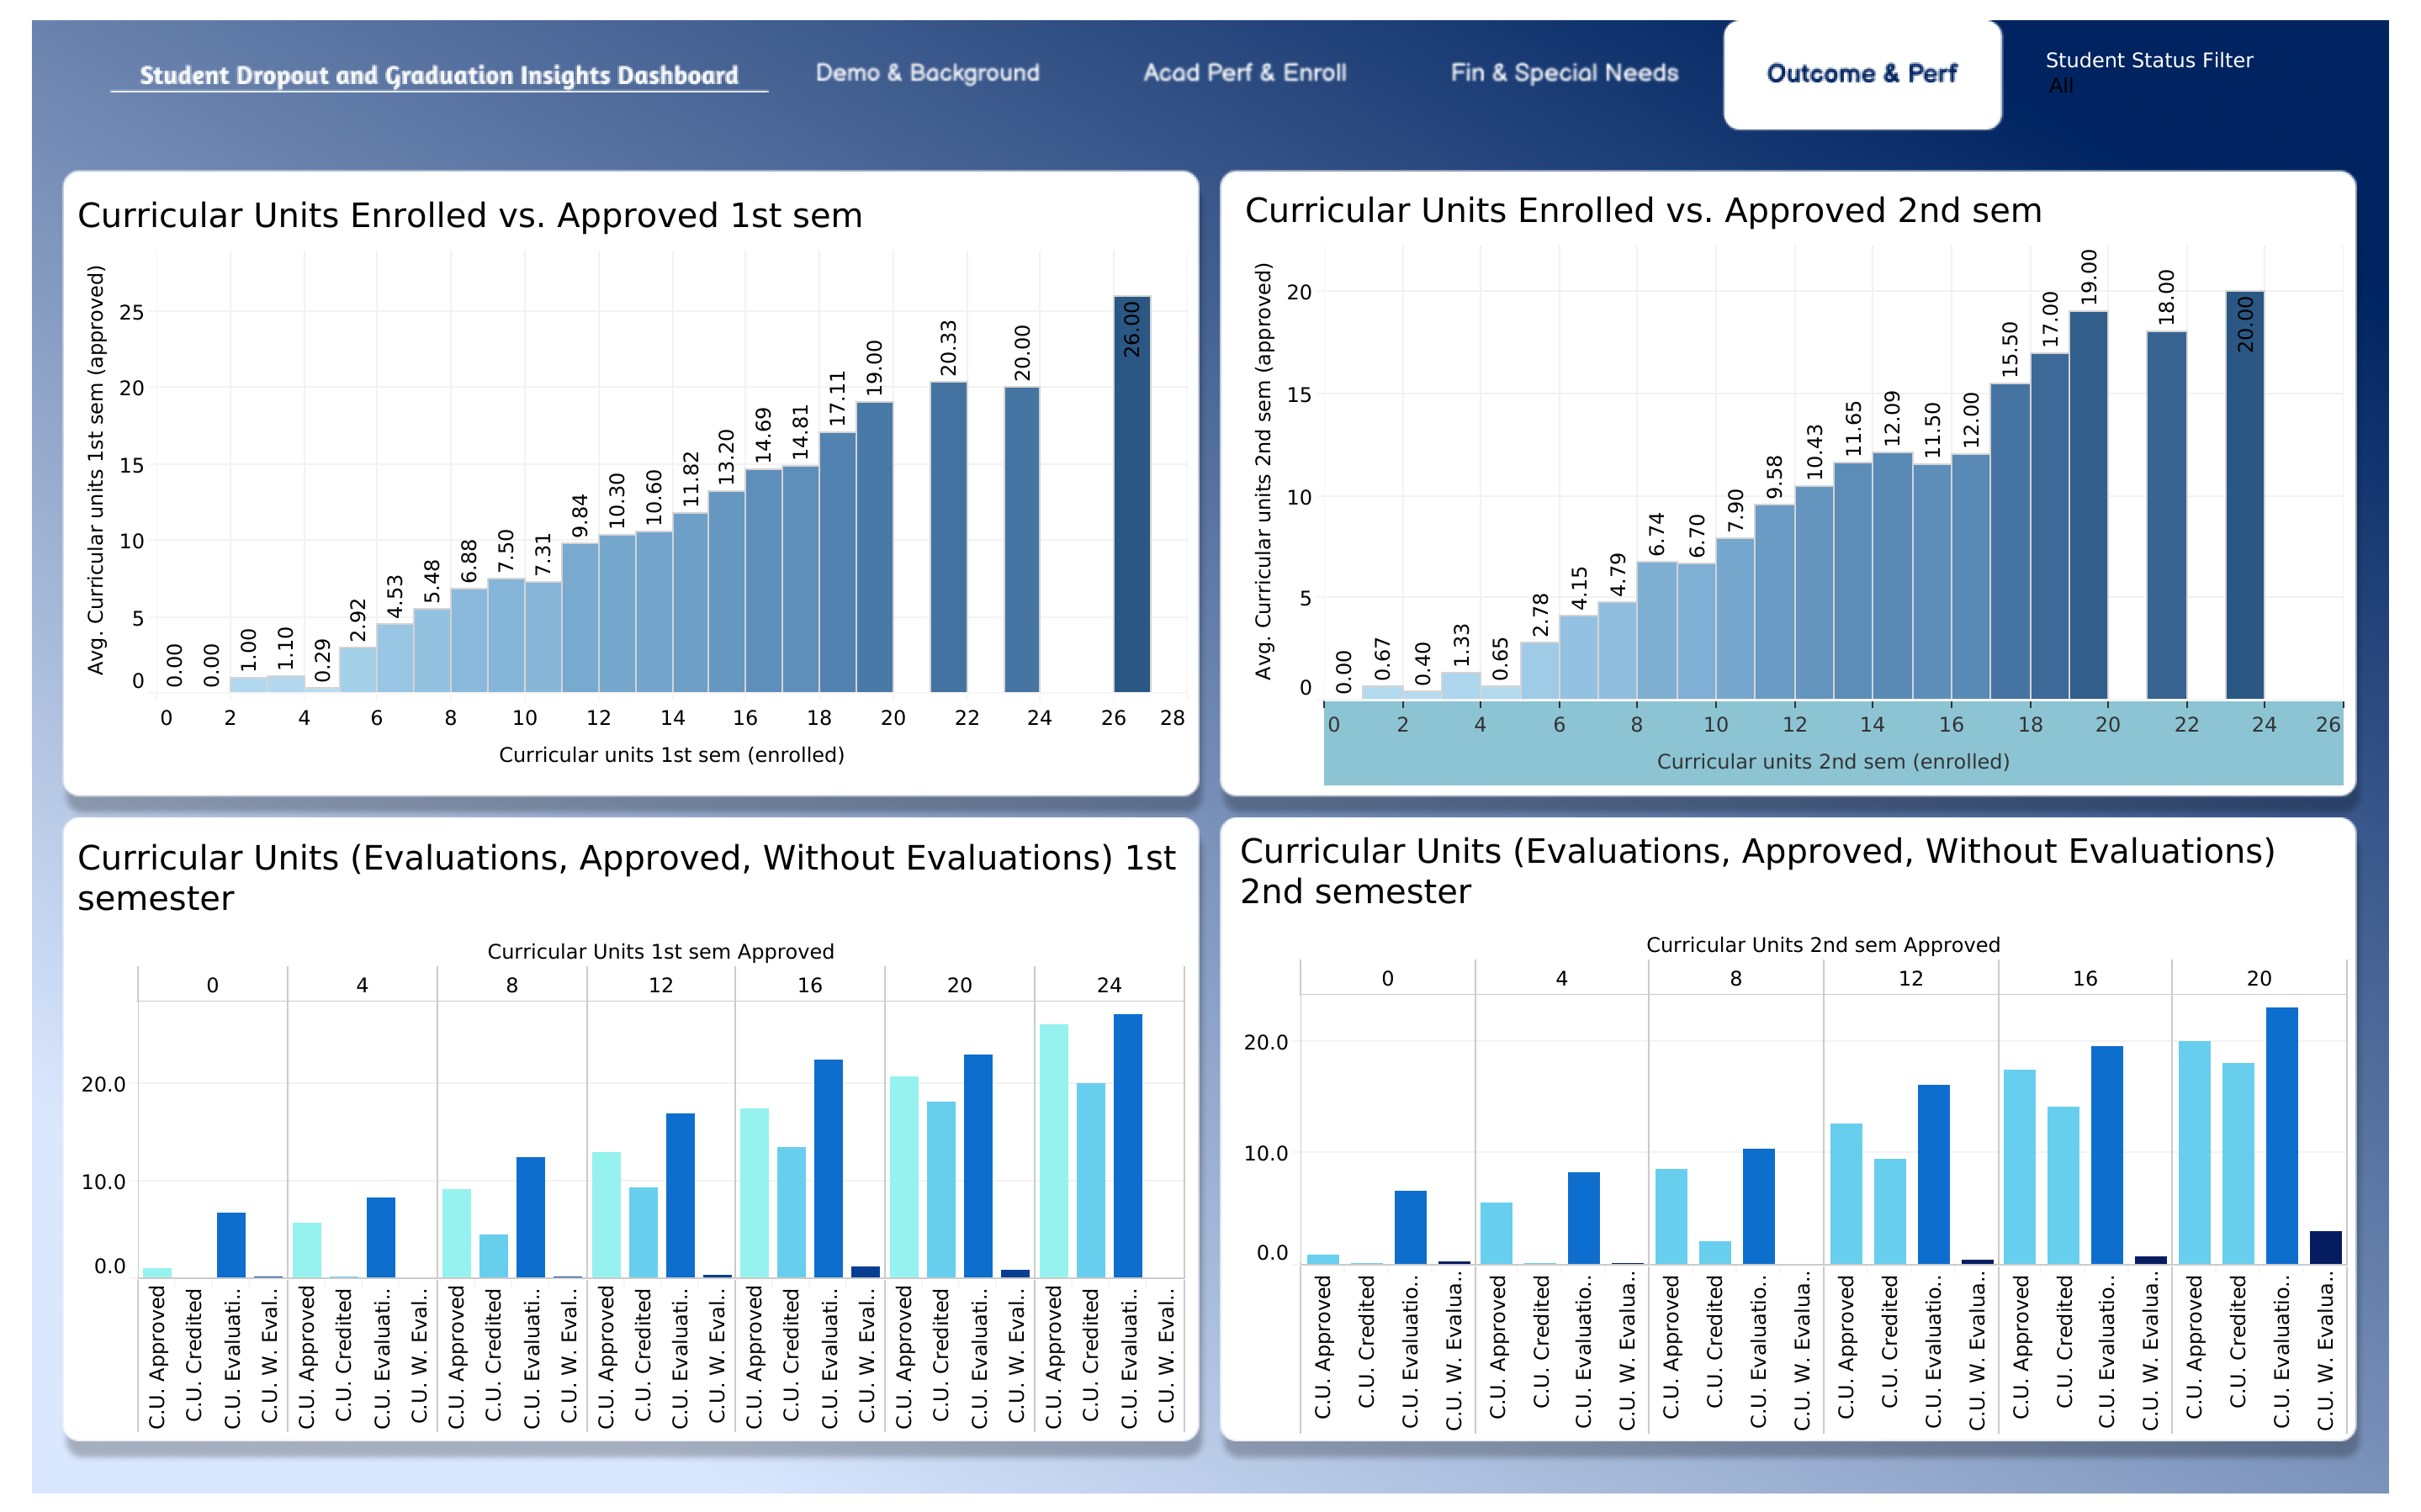 Student Dropout and Graduation Insights Dashboard
Demo & Background
Acad Perf & Enroll
Fin & Special Needs
Outcome & Perf
Student Status Filter
All
Curricular Units Enrolled vs. Approved 1st sem
Avg. Curricular units 1st sem (approved)
25
20
15
10
5
0
0.00
0.00
1.00
1.10
0.29
2.92
4.53
5.48
6.88
7.50
7.31
9.84
10.30
10.60
11.82
13.20
14.69
14.81
17.11
19.00
20.33
20.00
26.00
0 2 4 6 8 10 12 14 16 18 20 22 24 26 28
Curricular units 1st sem (enrolled)
Curricular Units Enrolled vs. Approved 2nd sem
Avg. Curricular units 2nd sem (approved)
20
15
10
5
0
0.00
0.67
0.40
1.33
0.65
2.78
4.15
4.79
6.74
6.70
7.90
9.58
10.43
11.65
12.09
11.50
12.00
15.50
17.00
19.00
18.00
20.00
0 2 4 6 8 10 12 14 16 18 20 22 24 26
Curricular units 2nd sem (enrolled)
Curricular Units (Evaluations, Approved, Without Evaluations) 1st
semester
Curricular Units 1st sem Approved
0 4 8 12 16 20 24
20.0
10.0
0.0
C.U. Approved
C.U. Credited
C.U. Evaluati..
C.U. W. Eval..
C.U. Approved
C.U. Credited
C.U. Evaluati..
C.U. W. Eval..
C.U. Approved
C.U. Credited
C.U. Evaluati..
C.U. W. Eval..
C.U. Approved
C.U. Credited
C.U. Evaluati..
C.U. W. Eval..
C.U. Approved
C.U. Credited
C.U. Evaluati..
C.U. W. Eval..
C.U. Approved
C.U. Credited
C.U. Evaluati..
C.U. W. Eval..
C.U. Approved
C.U. Credited
C.U. Evaluati..
C.U. W. Eval..
Curricular Units (Evaluations, Approved, Without Evaluations)
2nd semester
Curricular Units 2nd sem Approved
0 4 8 12 16 20
20.0
10.0
0.0
C.U. Approved
C.U. Credited
C.U. Evaluatio..
C.U. W. Evalua..
C.U. Approved
C.U. Credited
C.U. Evaluatio..
C.U. W. Evalua..
C.U. Approved
C.U. Credited
C.U. Evaluatio..
C.U. W. Evalua..
C.U. Approved
C.U. Credited
C.U. Evaluatio..
C.U. W. Evalua..
C.U. Approved
C.U. Credited
C.U. Evaluatio..
C.U. W. Evalua..
C.U. Approved
C.U. Credited
C.U. Evaluatio..
C.U. W. Evalua..